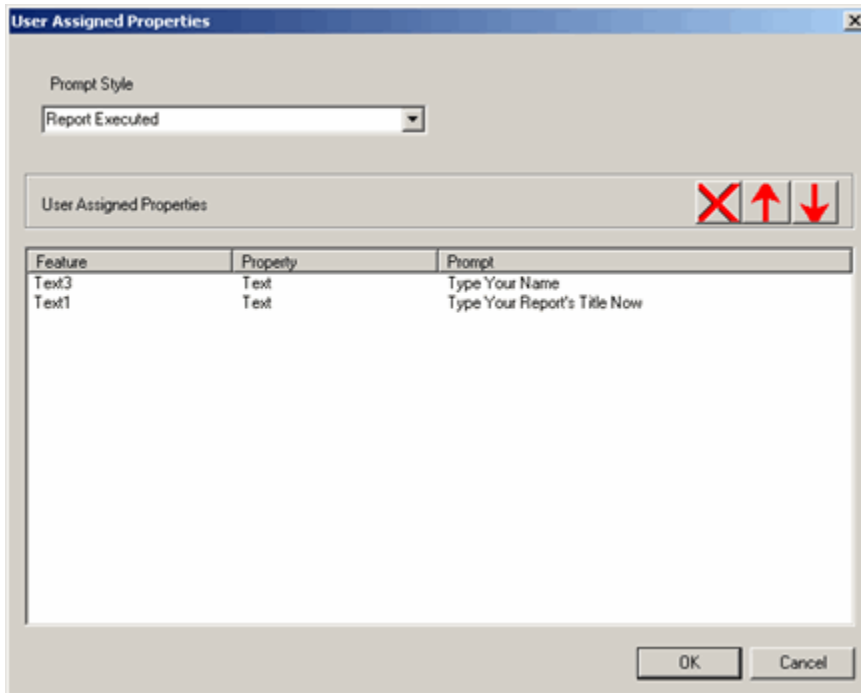 User Assigned Properties
Prompt Style
Report Executed
User Assigned Properties
Feature Property Prompt
Text3 Text Type Your Name
Text1 Text Type Your Report's Title Now
OK Cancel